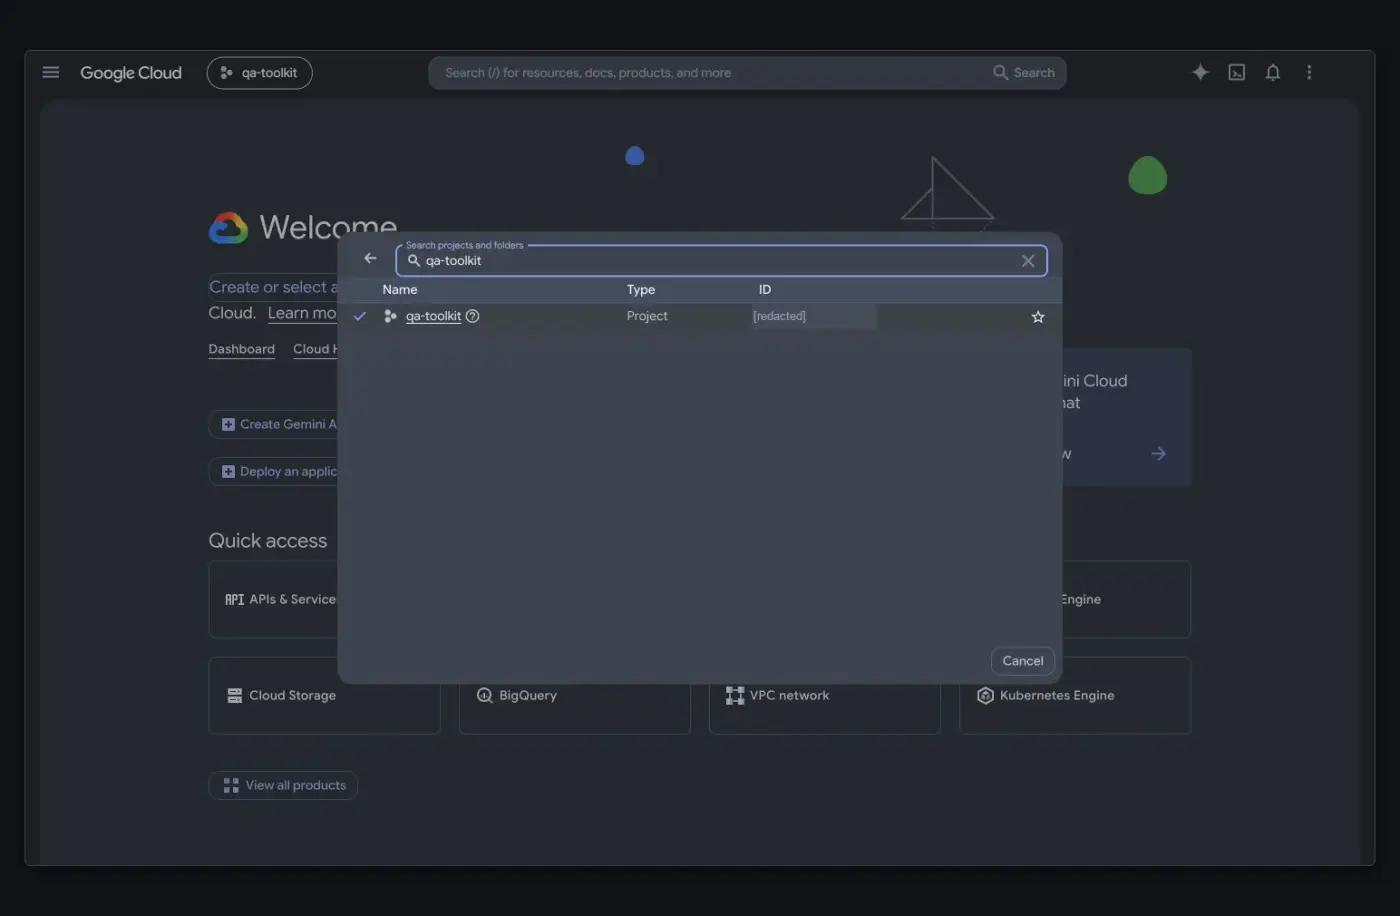 Google Cloud
qa-toolkit
Search (/) for resources, docs, products, and more
Search
Welcome
Search projects and folders
qa-toolkit
Name Type ID
qa-toolkit Project [redacted]
Create or select a
Cloud. Learn mo
Dashboard Cloud H
ini Cloud
hat
w
Create Gemini A
Deploy an applic
Quick access
API APIs & Service
Engine
Cancel
Cloud Storage
BigQuery
VPC network
Kubernetes Engine
View all products